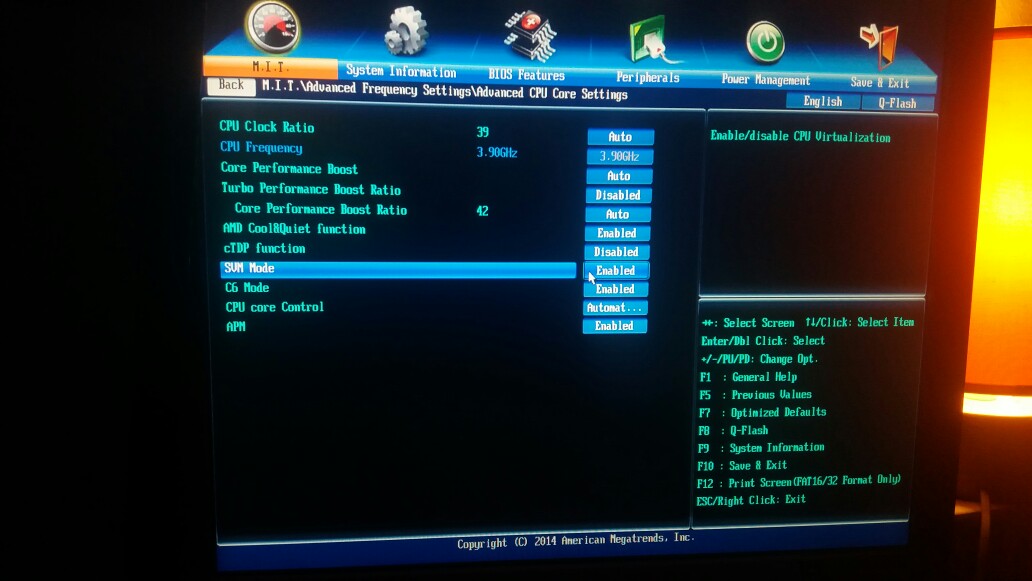 M.I.T. System Information BIOS Features Peripherals Power Management Save & Exit
Back M.I.T.\Advanced Frequency Settings\Advanced CPU Core Settings
English Q-Flash
CPU Clock Ratio 39 Auto
CPU Frequency 3.90GHz 3.90GHz
Core Performance Boost Auto
Turbo Performance Boost Ratio Disabled
Core Performance Boost Ratio 42 Auto
AMD Cool&Quiet function Enabled
cTDP function Disabled
SVM Mode Enabled
C6 Mode Enabled
CPU core Control Automat...
APM Enabled
Enable/disable CPU Virtualization
→←: Select Screen ↑↓/Click: Select Item
Enter/Dbl Click: Select
+/-/PU/PD: Change Opt.
F1 : General Help
F5 : Previous Values
F7 : Optimized Defaults
F8 : Q-Flash
F9 : System Information
F10 : Save & Exit
F12 : Print Screen(FAT16/32 Format Only)
ESC/Right Click: Exit
Copyright (C) 2014 American Megatrends, Inc.